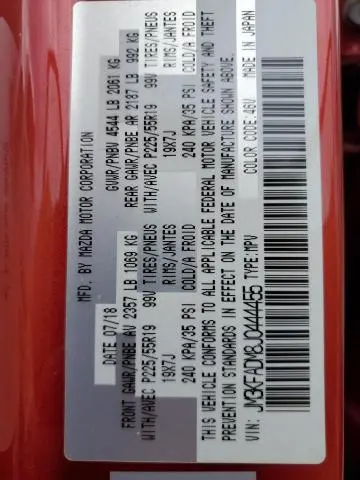 MFD. BY MAZDA MOTOR CORPORATION
DATE 07/18 GVWR/PNBV 4544 LB 2061 KG
FRONT GAWR/PNBE AV 2357 LB 1069 KG REAR GAWR/PNBE AR 2187 LB 992 KG
WITH/AVEC P225/55R19 99V TIRES/PNEUS WITH/AVEC P225/55R19 99V TIRES/PNEUS
19X7J RIMS/JANTES 19X7J RIMS/JANTES
240 KPA/35 PSI COLD/A FROID 240 KPA/35 PSI COLD/A FROID
THIS VEHICLE CONFORMS TO ALL APPLICABLE FEDERAL MOTOR VEHICLE SAFETY AND THEFT
PREVENTION STANDARDS IN EFFECT ON THE DATE OF MANUFACTURE SHOWN ABOVE.
VIN: JM3KFADM8J0444455 TYPE:MPV COLOR CODE:46V MADE IN JAPAN